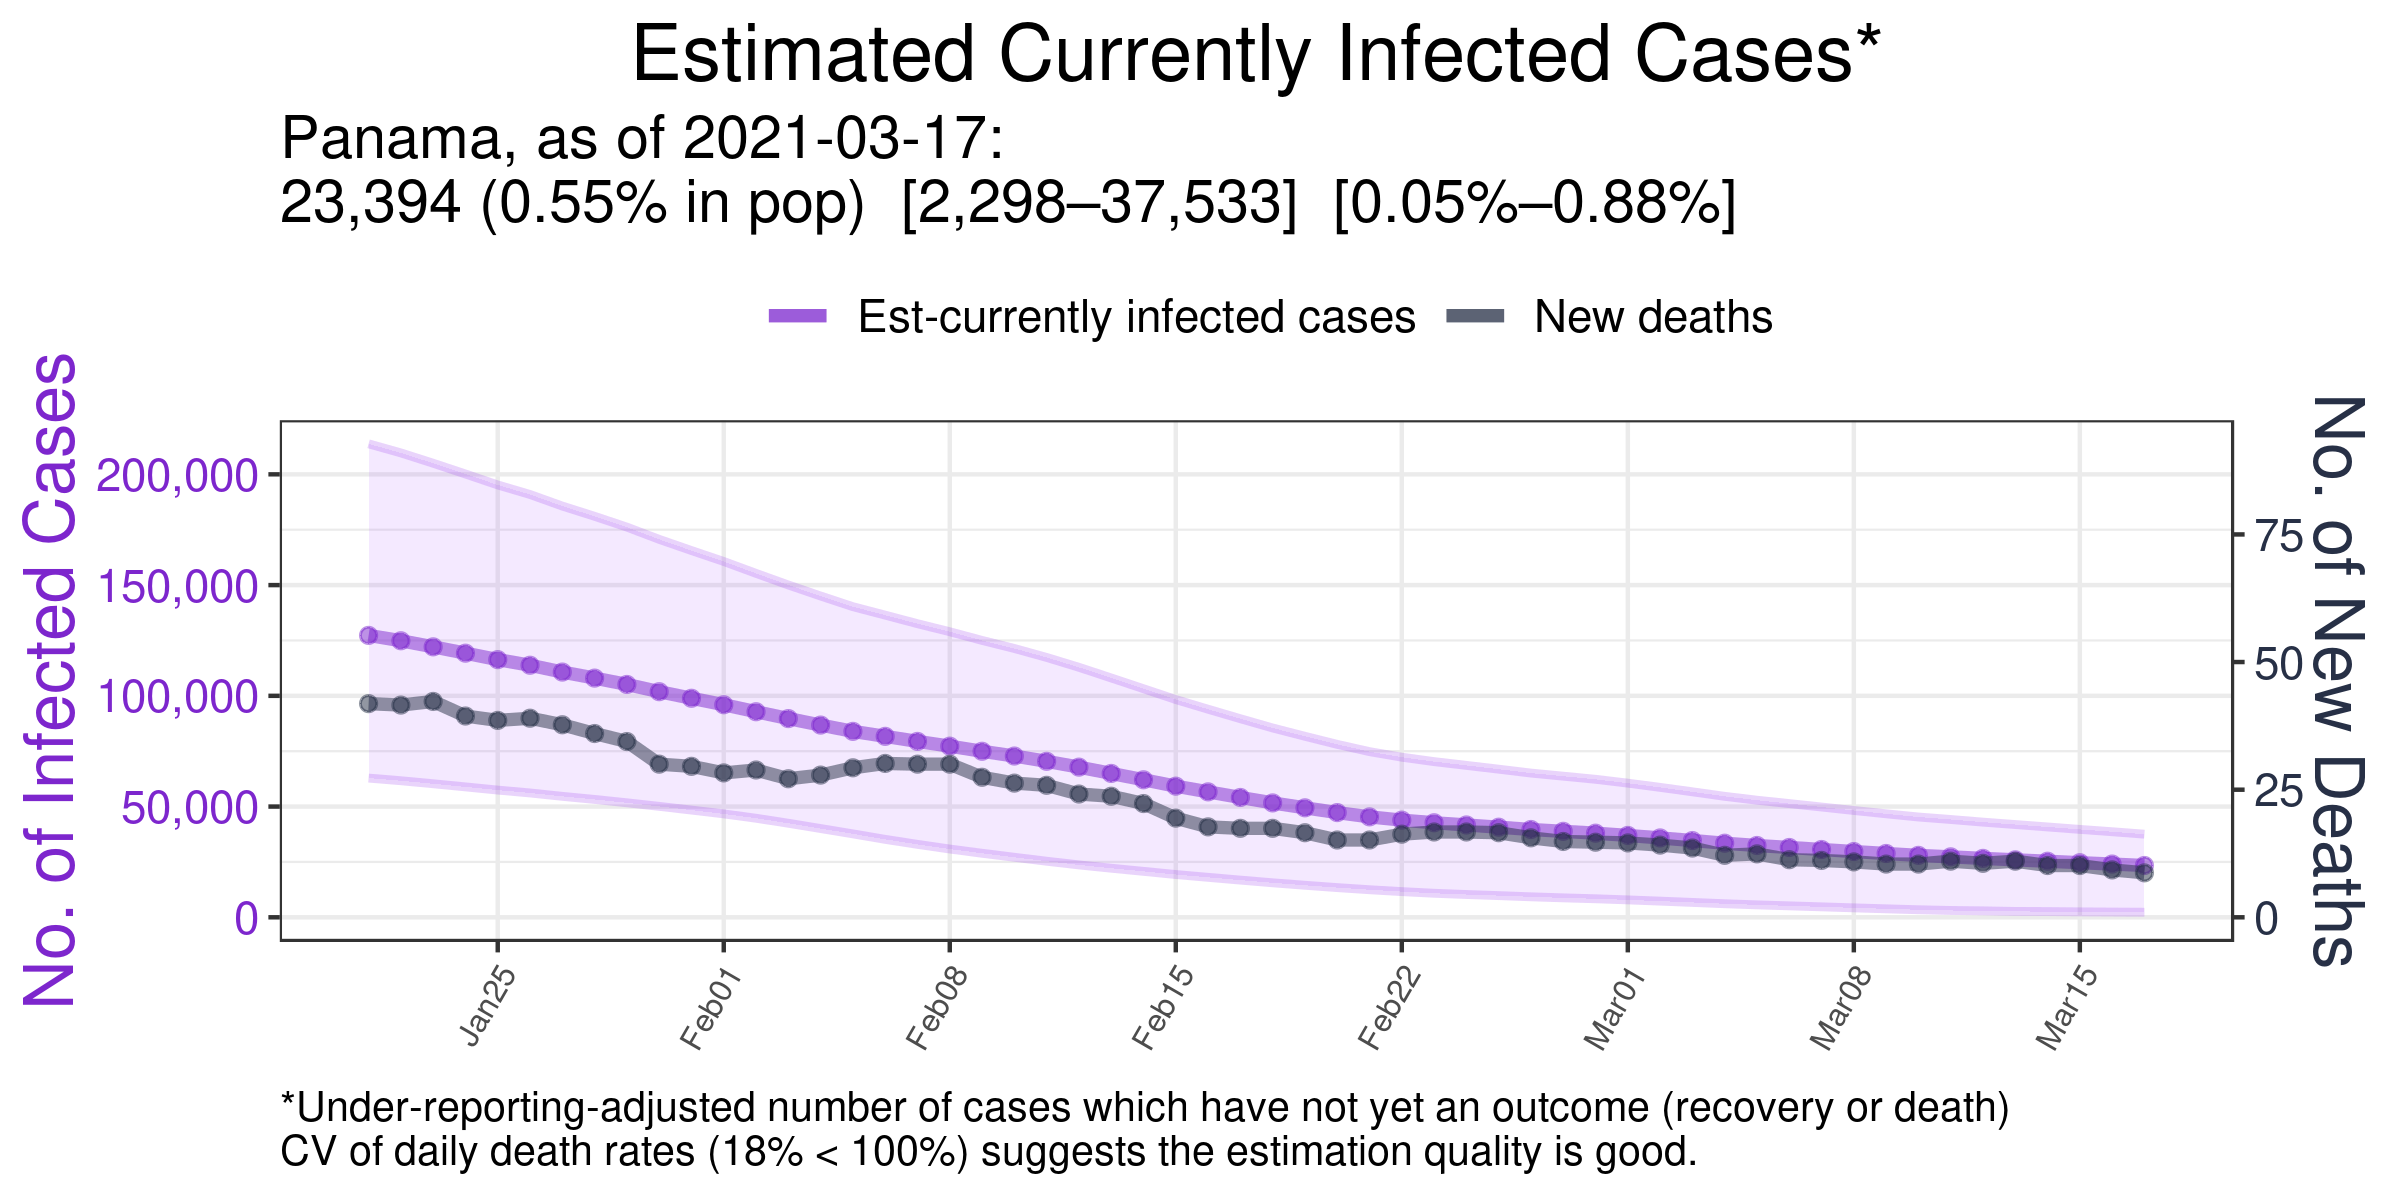 Estimated Currently Infected Cases*
Panama, as of 2021-03-17:
23,394 (0.55% in pop)  [2,298–37,533]  [0.05%–0.88%]
Est-currently infected cases
New deaths
No. of Infected Cases
200,000
150,000
100,000
50,000
0
75
50
25
0
No. of New Deaths
Jan25
Feb01
Feb08
Feb15
Feb22
Mar01
Mar08
Mar15
*Under-reporting-adjusted number of cases which have not yet an outcome (recovery or death)
CV of daily death rates (18% < 100%) suggests the estimation quality is good.